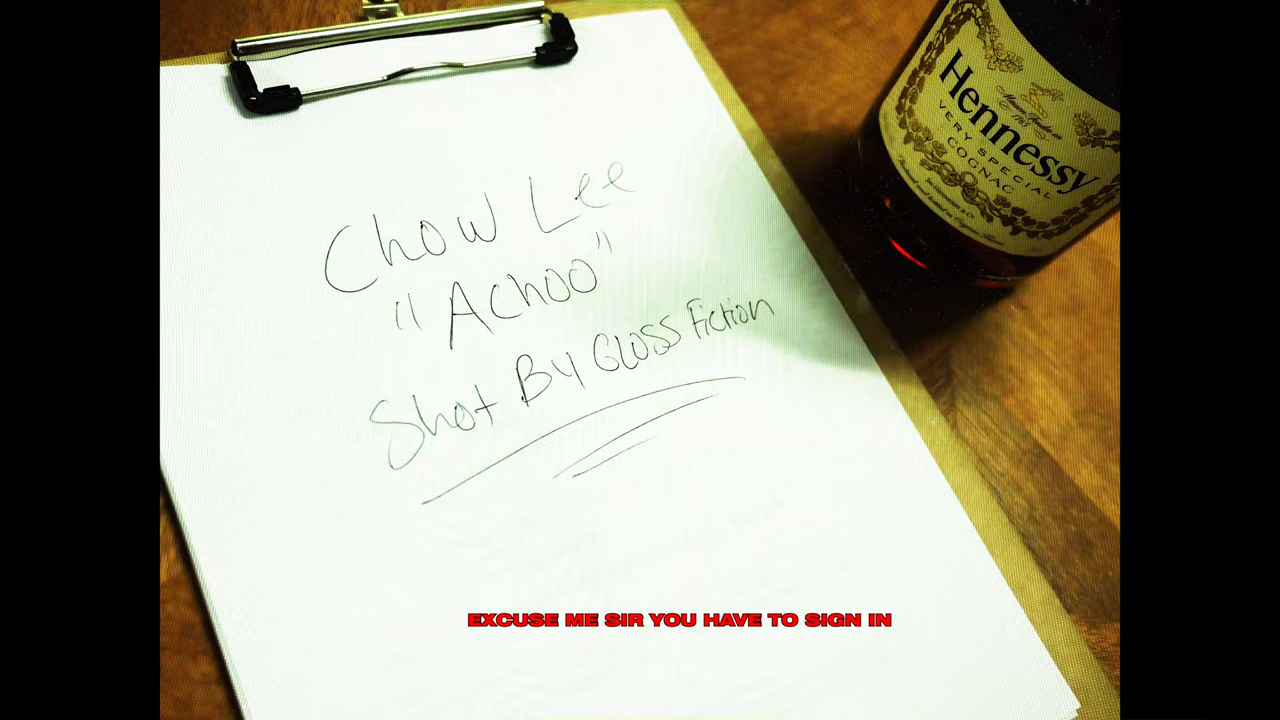 Chow Lee
"Achoo"
Shot By Gloss Fiction
Hennessy
VERY SPECIAL
COGNAC
EXCUSE ME SIR YOU HAVE TO SIGN IN